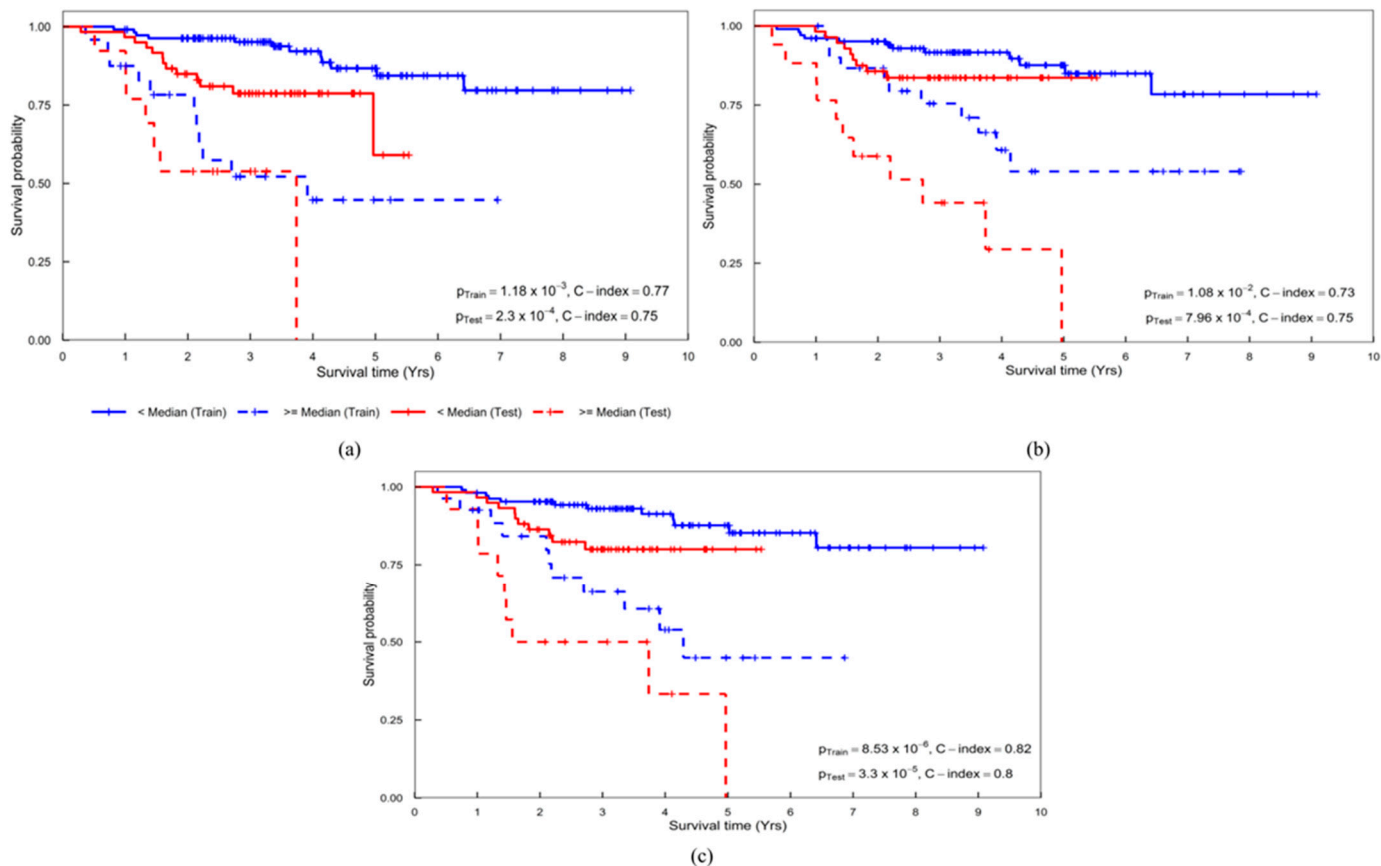 1.00
0.75
0.50
0.25
0.00
Survival probability
0 1 2 3 4 5 6 7 8 9 10
Survival time (Yrs)
pTrain = 1.18 x 10⁻³, C – index = 0.77
pTest = 2.3 x 10⁻⁴, C – index = 0.75
< Median (Train) >= Median (Train) < Median (Test) >= Median (Test)
(a)
1.00
0.75
0.50
0.25
0.00
Survival probability
0 1 2 3 4 5 6 7 8 9 10
Survival time (Yrs)
pTrain = 1.08 x 10⁻², C – index = 0.73
pTest = 7.96 x 10⁻⁴, C – index = 0.75
(b)
1.00
0.75
0.50
0.25
0.00
Survival probability
0 1 2 3 4 5 6 7 8 9 10
Survival time (Yrs)
pTrain = 8.53 x 10⁻⁶, C – index = 0.82
pTest = 3.3 x 10⁻⁵, C – index = 0.8
(c)